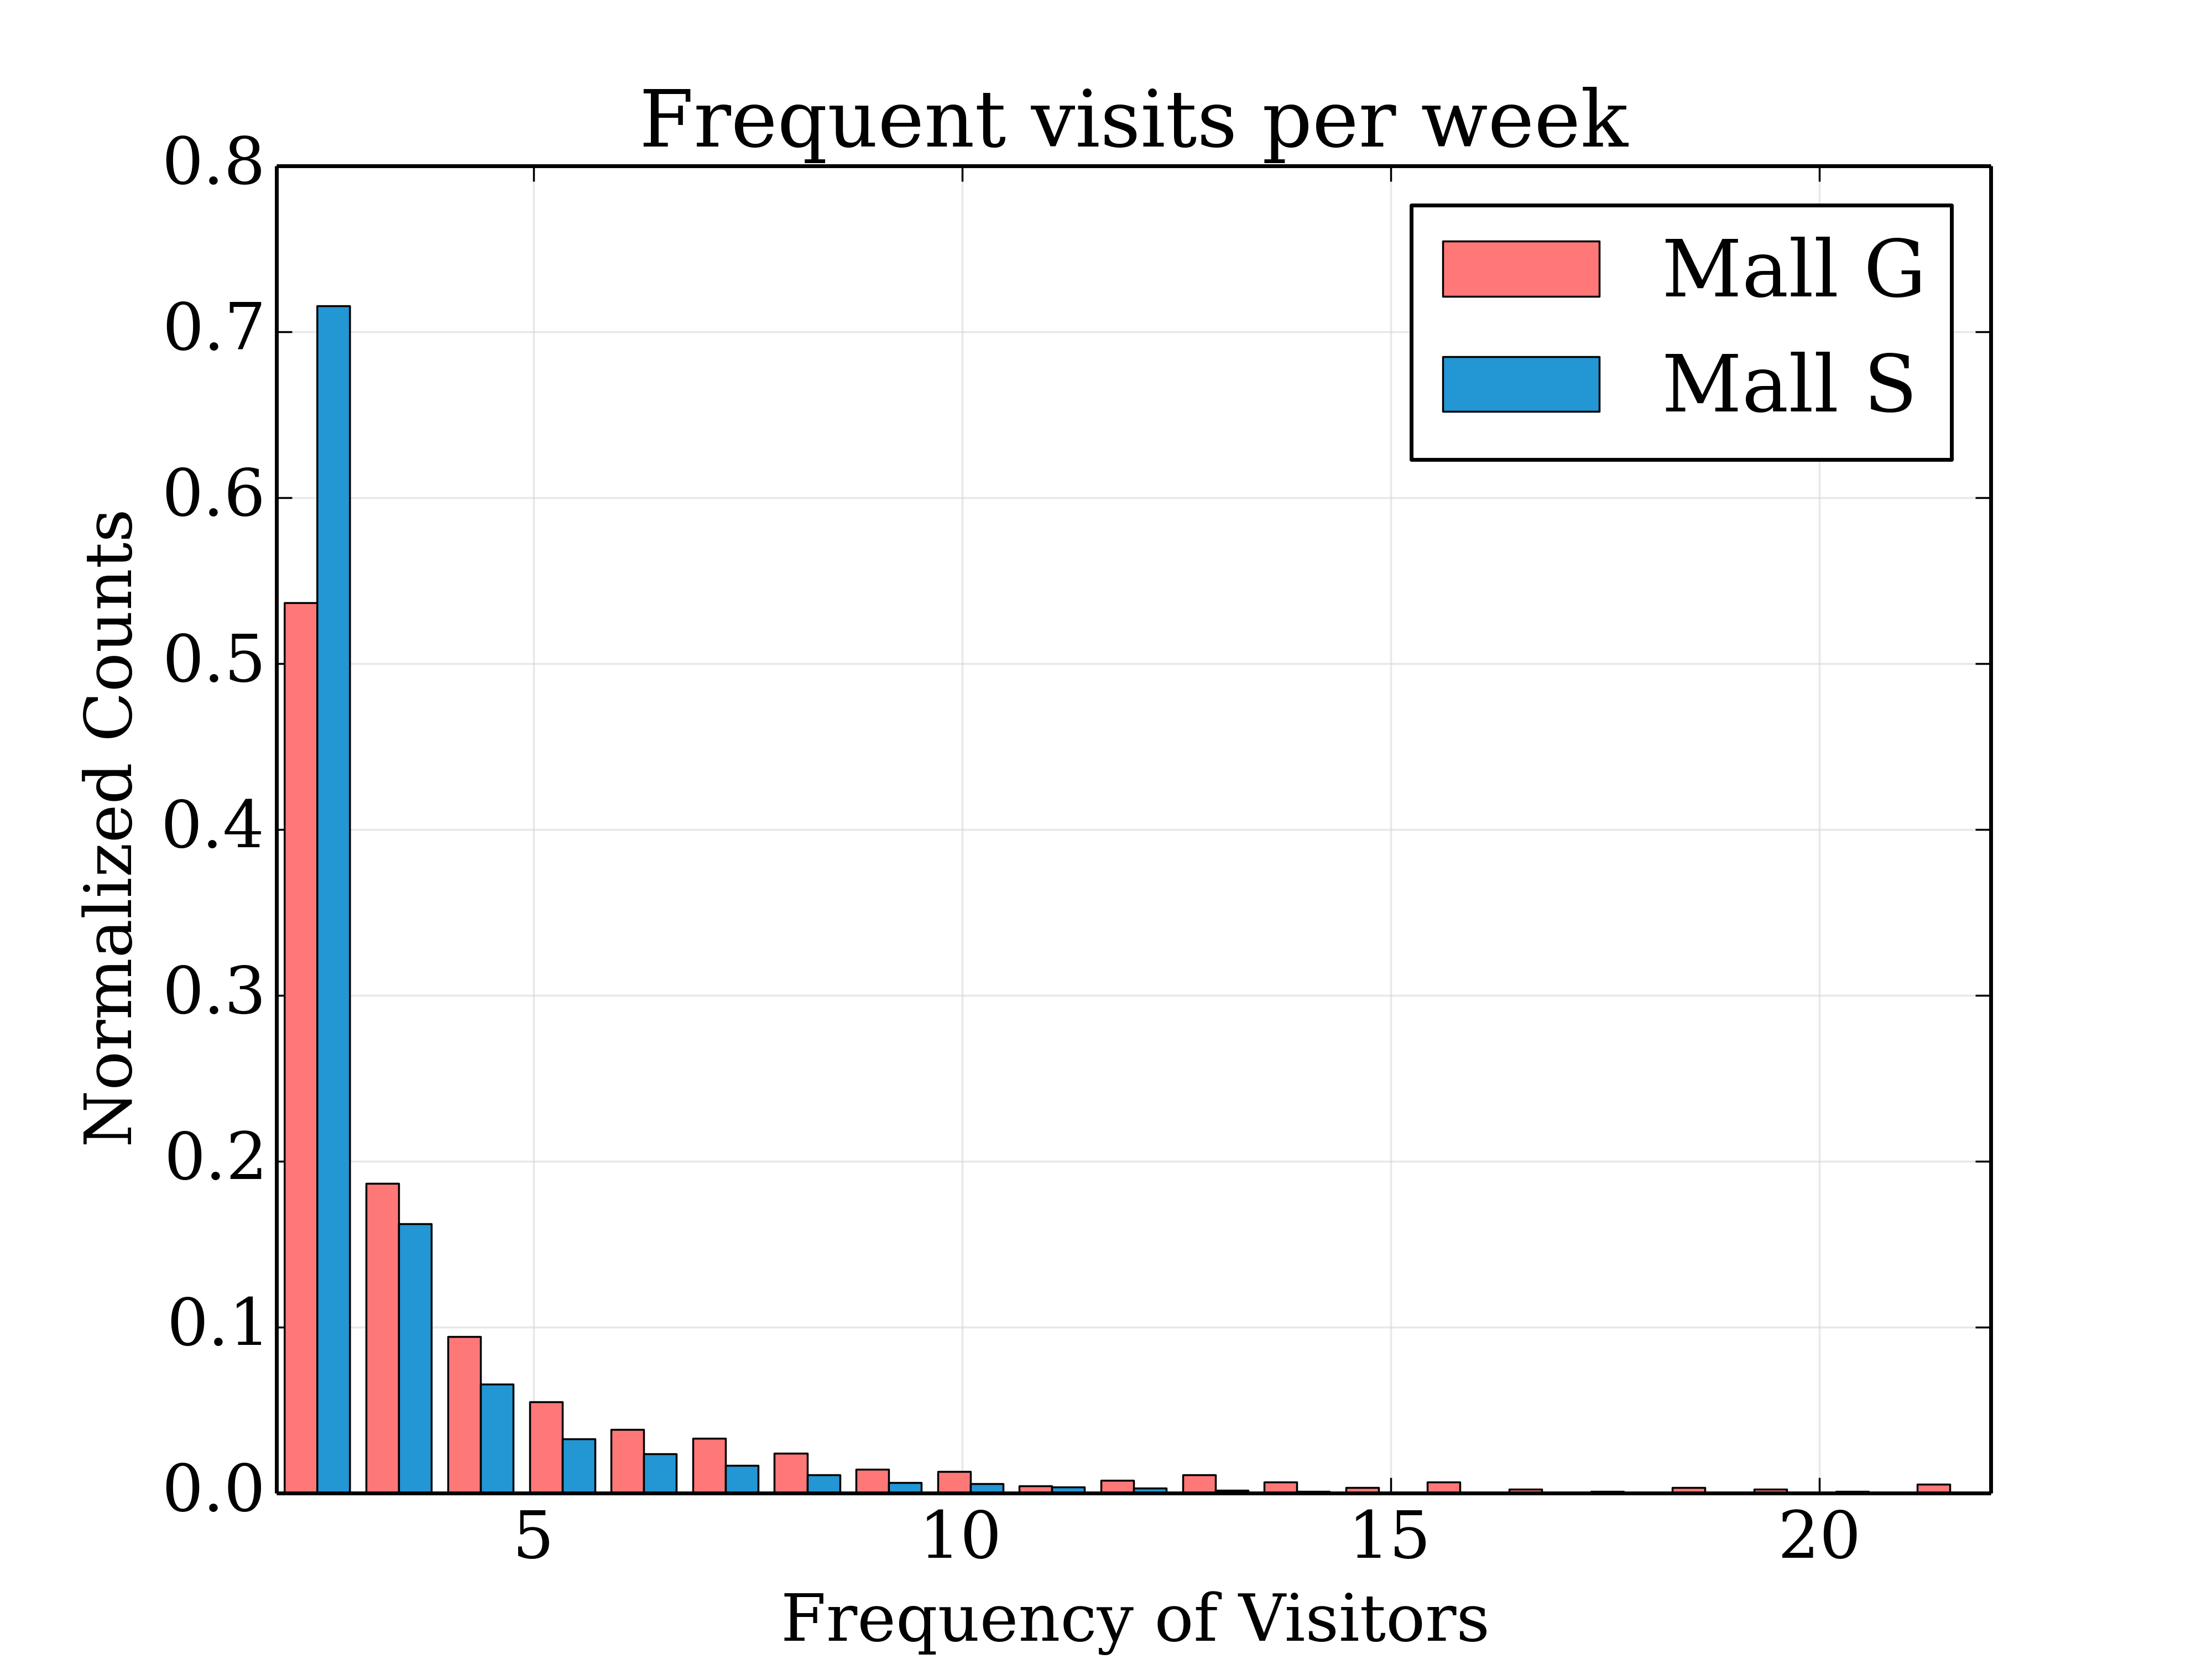 Frequent visits per week
0.8
0.7
0.6
0.5
0.4
0.3
0.2
0.1
0.0
Normalized Counts
Mall G
Mall S
5 10 15 20
Frequency of Visitors